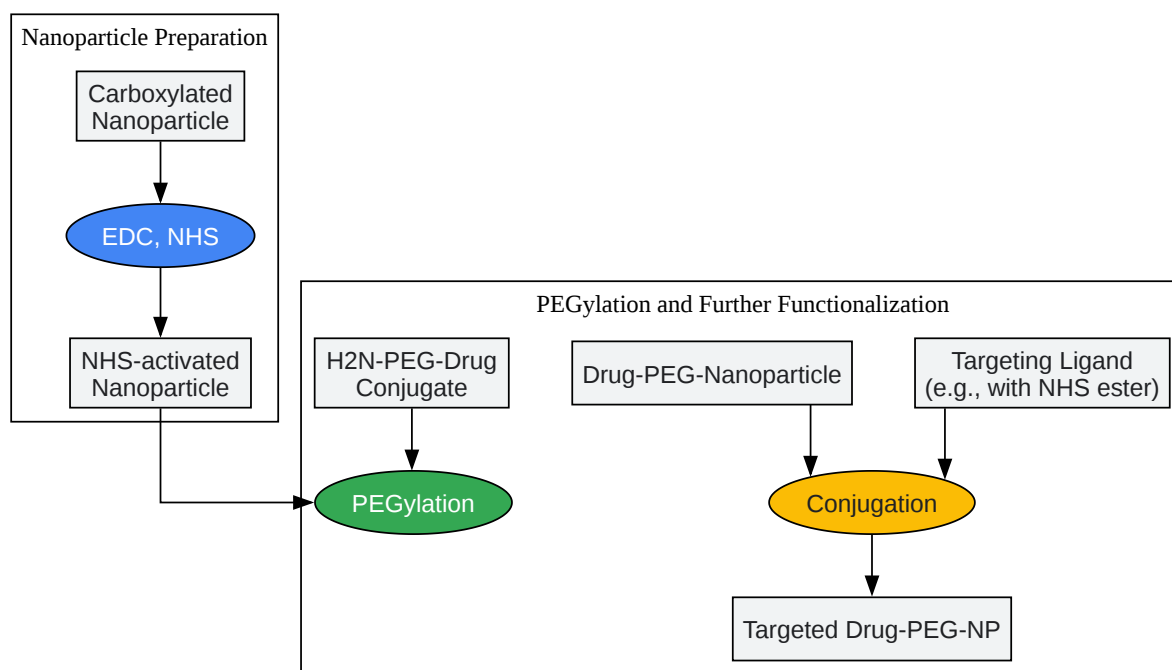 Nanoparticle Preparation
Carboxylated
Nanoparticle
EDC, NHS
NHS-activated
Nanoparticle
PEGylation and Further Functionalization
H2N-PEG-Drug
Conjugate
Drug-PEG-Nanoparticle
Targeting Ligand
(e.g., with NHS ester)
PEGylation
Conjugation
Targeted Drug-PEG-NP